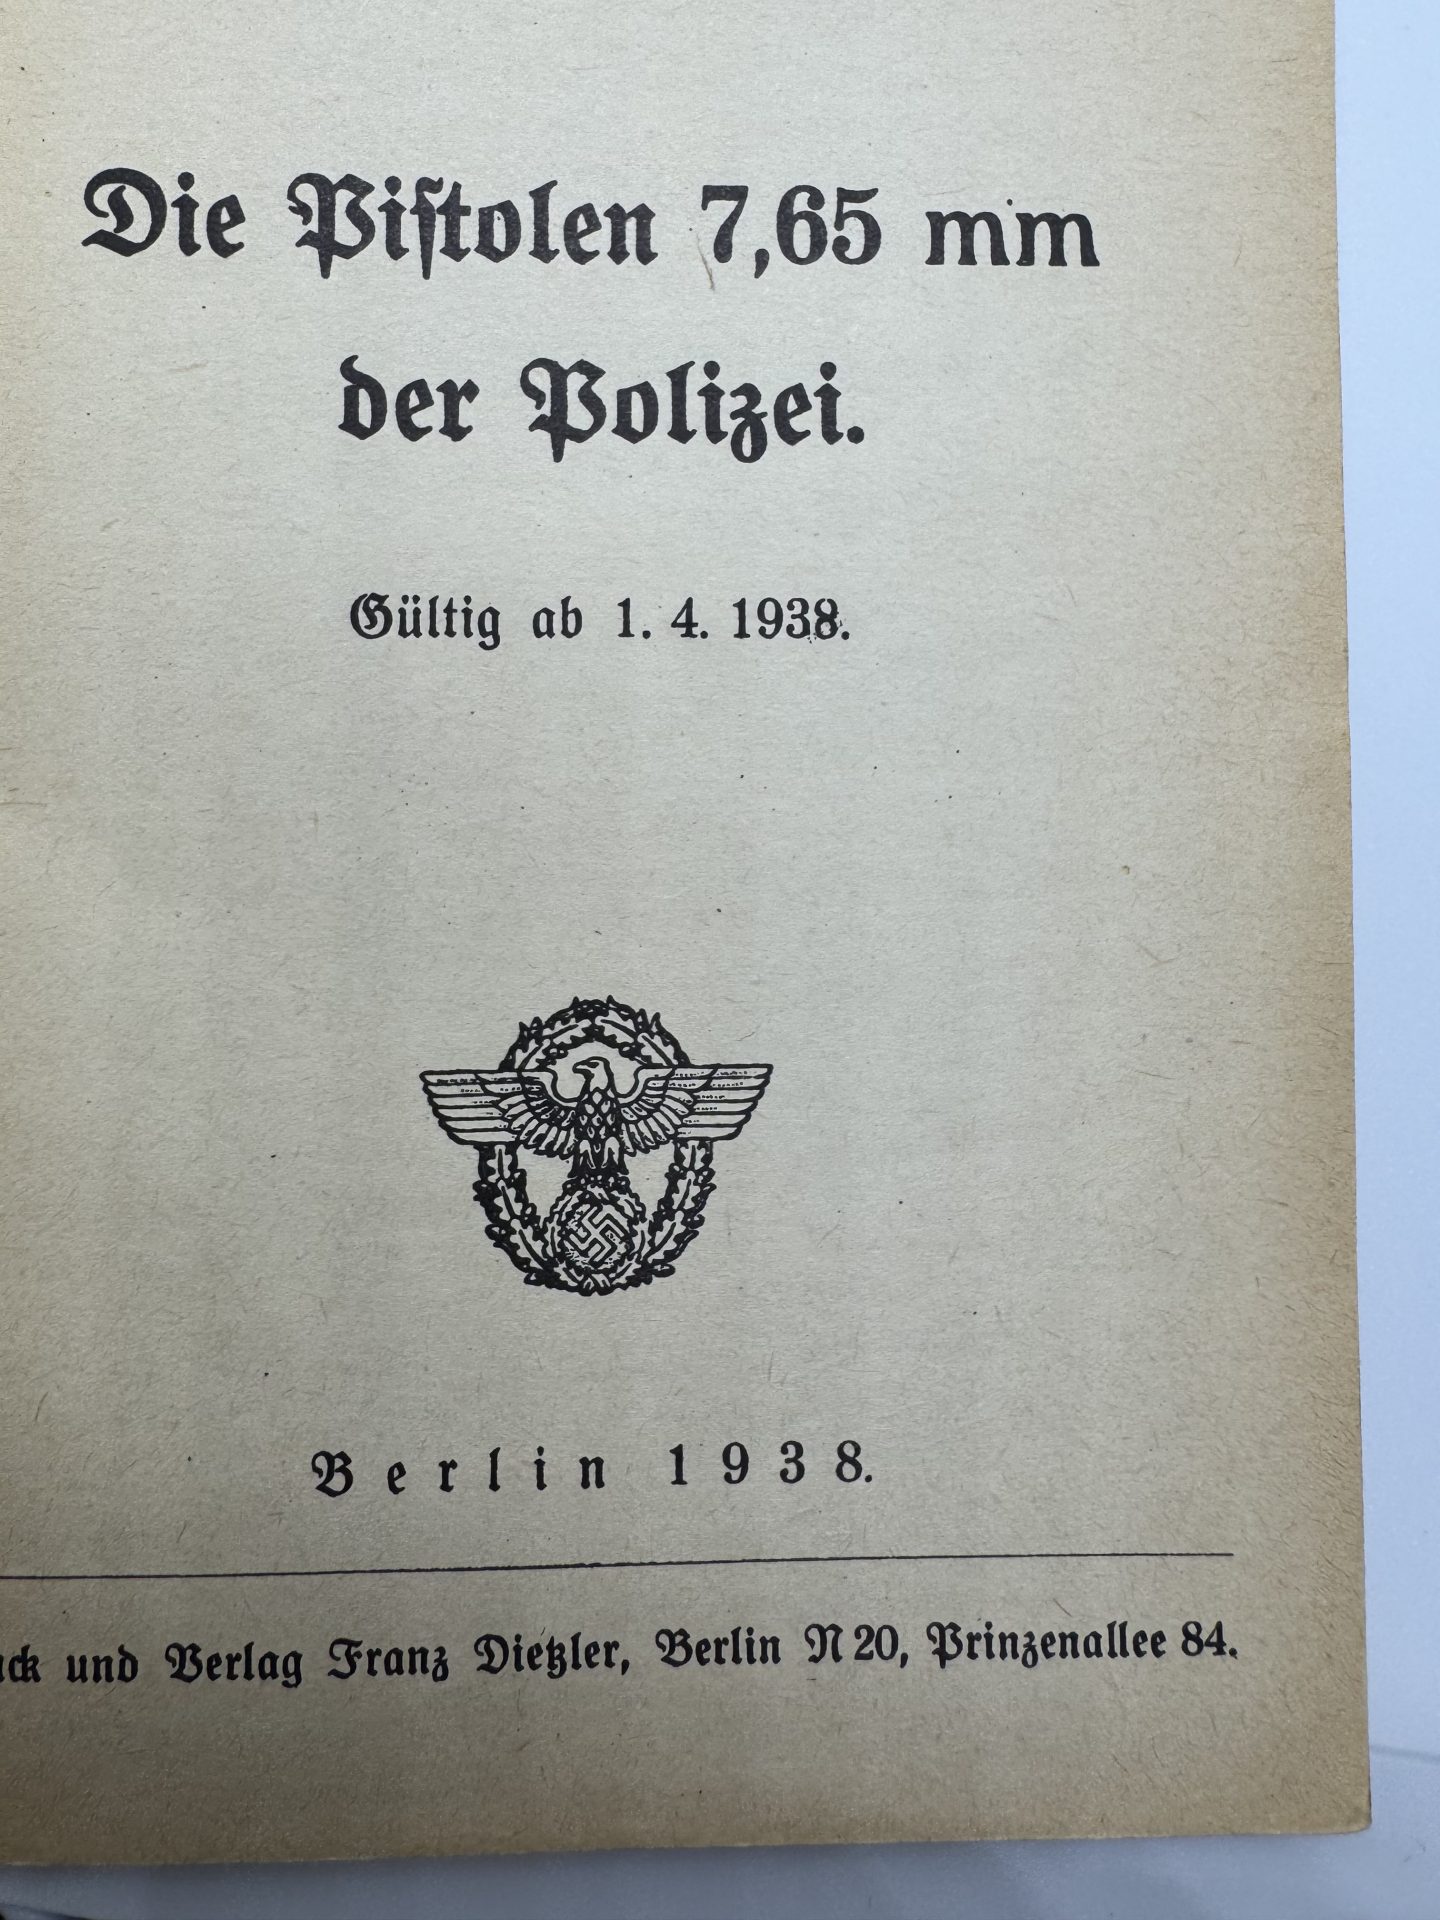 Die Piſtolen 7,65 mm
der Polizei.
Gültig ab 1. 4. 1938.
Berlin 1938.
und Verlag Franz Dietzler, Berlin N 20, Prinzenallee 84.